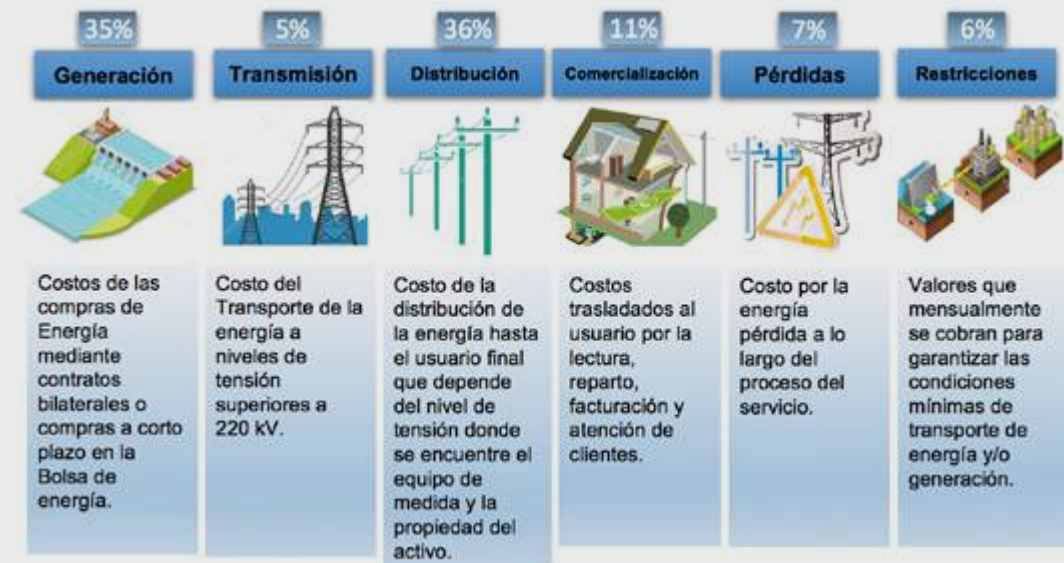 35%
Generación
Costos de las
compras de
Energía
mediante
contratos
bilaterales o
compras a corto
plazo en la
Bolsa de
energía.
5%
Transmisión
Costo del
Transporte de la
energía a
niveles de
tensión
superiores a
220 kV.
36%
Distribución
Costo de la
distribución de
la energía hasta
el usuario final
que depende
del nivel de
tensión donde
se encuentre el
equipo de
medida y la
propiedad del
activo.
11%
Comercialización
Costos
trasladados al
usuario por la
lectura,
reparto,
facturación y
atención de
clientes.
7%
Pérdidas
Costo por la
energía
pérdida a lo
largo del
proceso del
servicio.
6%
Restricciones
Valores que
mensualmente
se cobran para
garantizar las
condiciones
mínimas de
transporte de
energía y/o
generación.